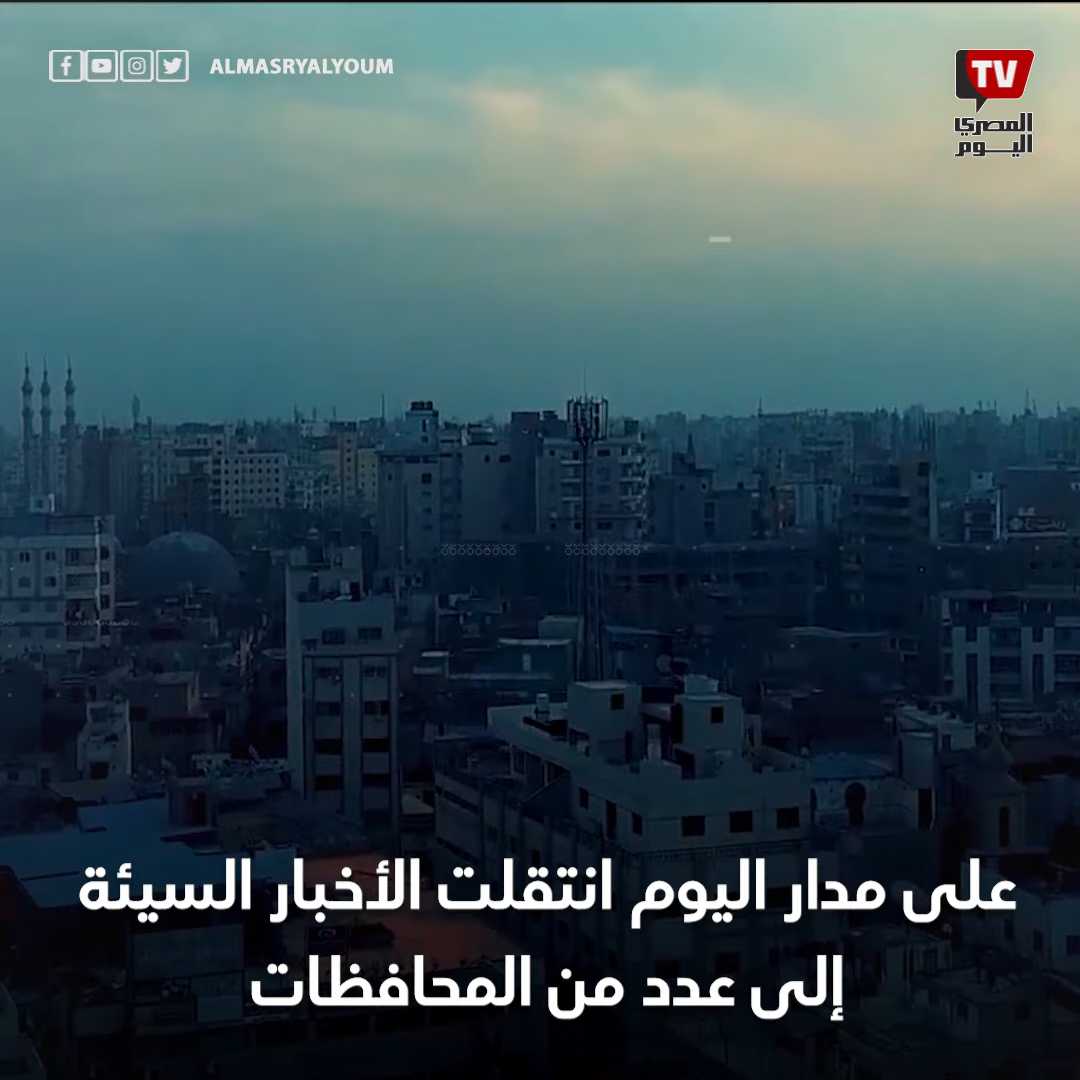 ALMASRYALYOUM
TV
المصري
اليوم
على مدار اليوم انتقلت الأخبار السيئة
إلى عدد من المحافظات